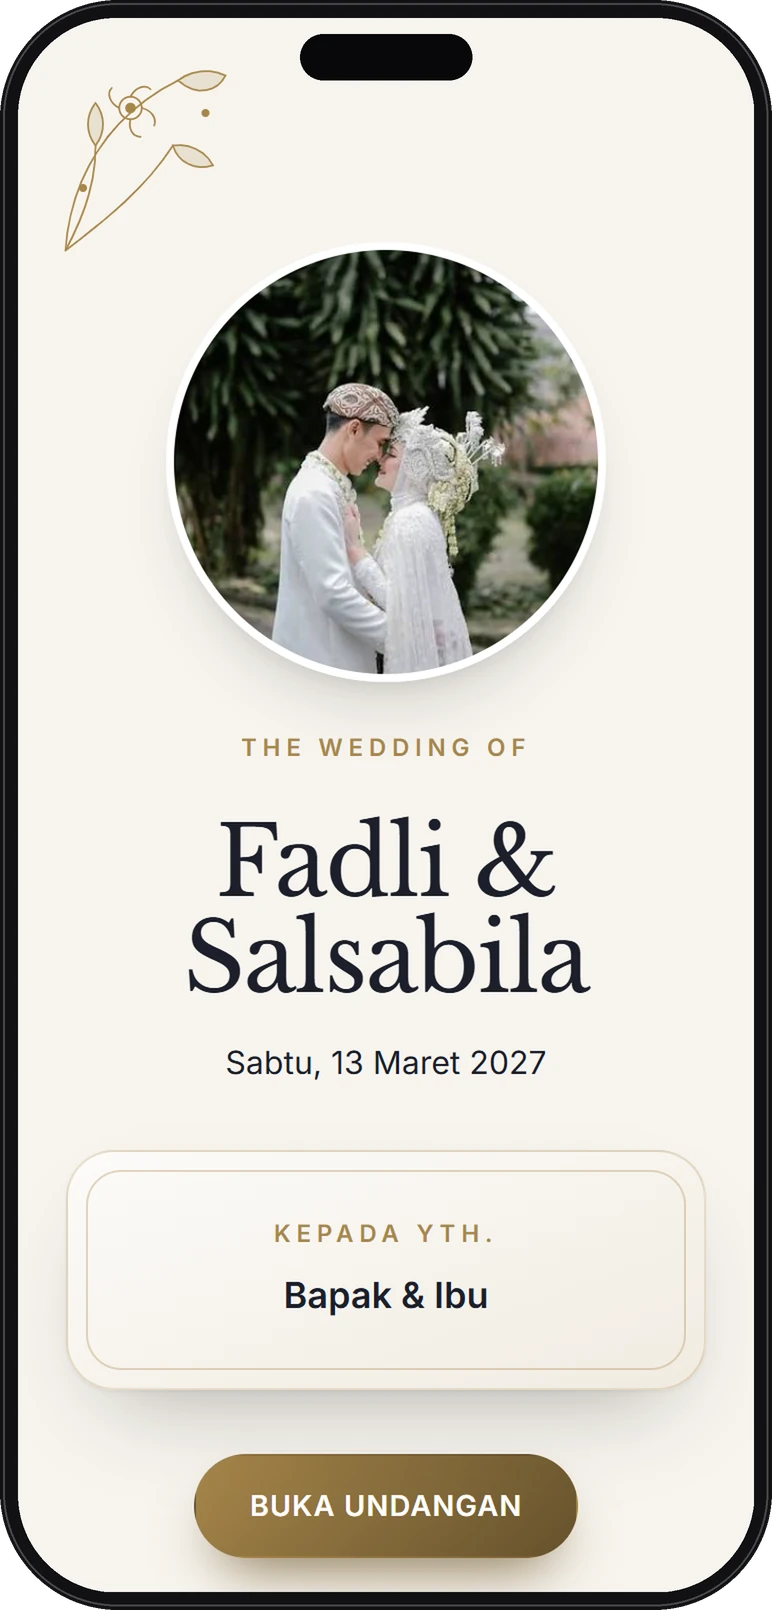 THE WEDDING OF
Fadli &
Salsabila
Sabtu, 13 Maret 2027
KEPADA YTH.
Bapak & Ibu
BUKA UNDANGAN